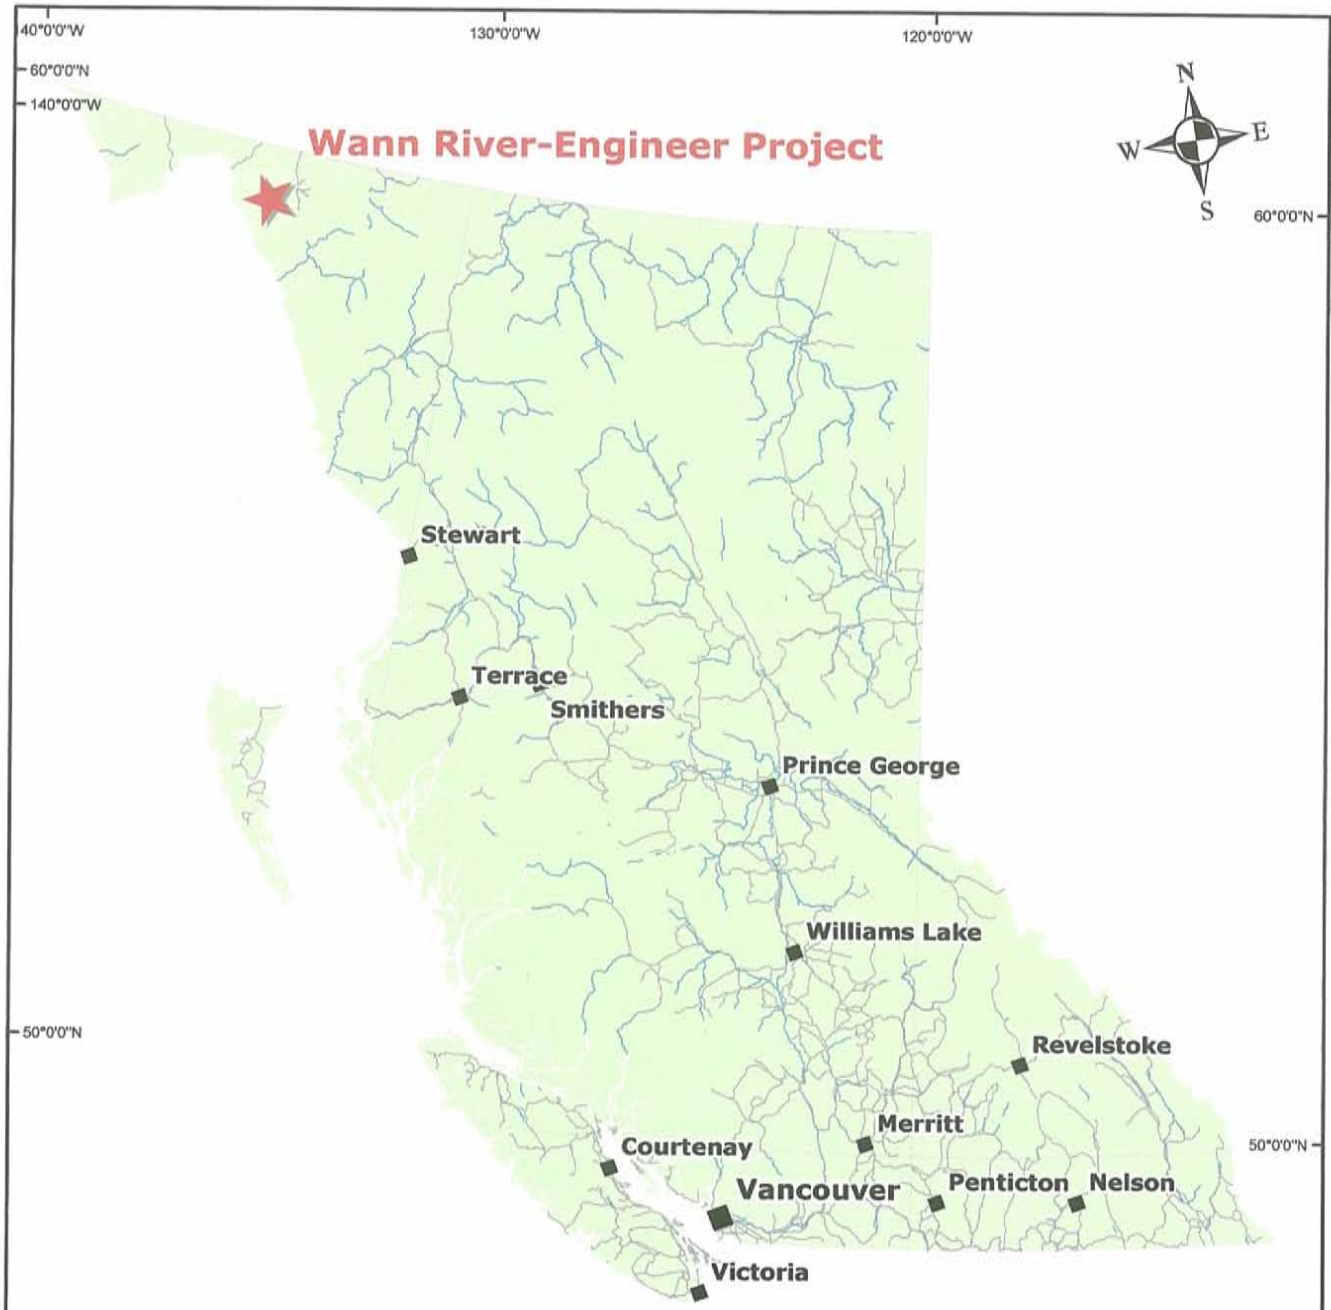 40°0'0"W
130°0'0"W
120°0'0"W
60°0'0"N
140°0'0"W
N
W
E
S
Wann River-Engineer Project
60°0'0"N
Stewart
Terrace
Smithers
Prince George
Williams Lake
50°0'0"N
Revelstoke
Merritt
Courtenay
50°0'0"N
Vancouver
Penticton
Nelson
Victoria